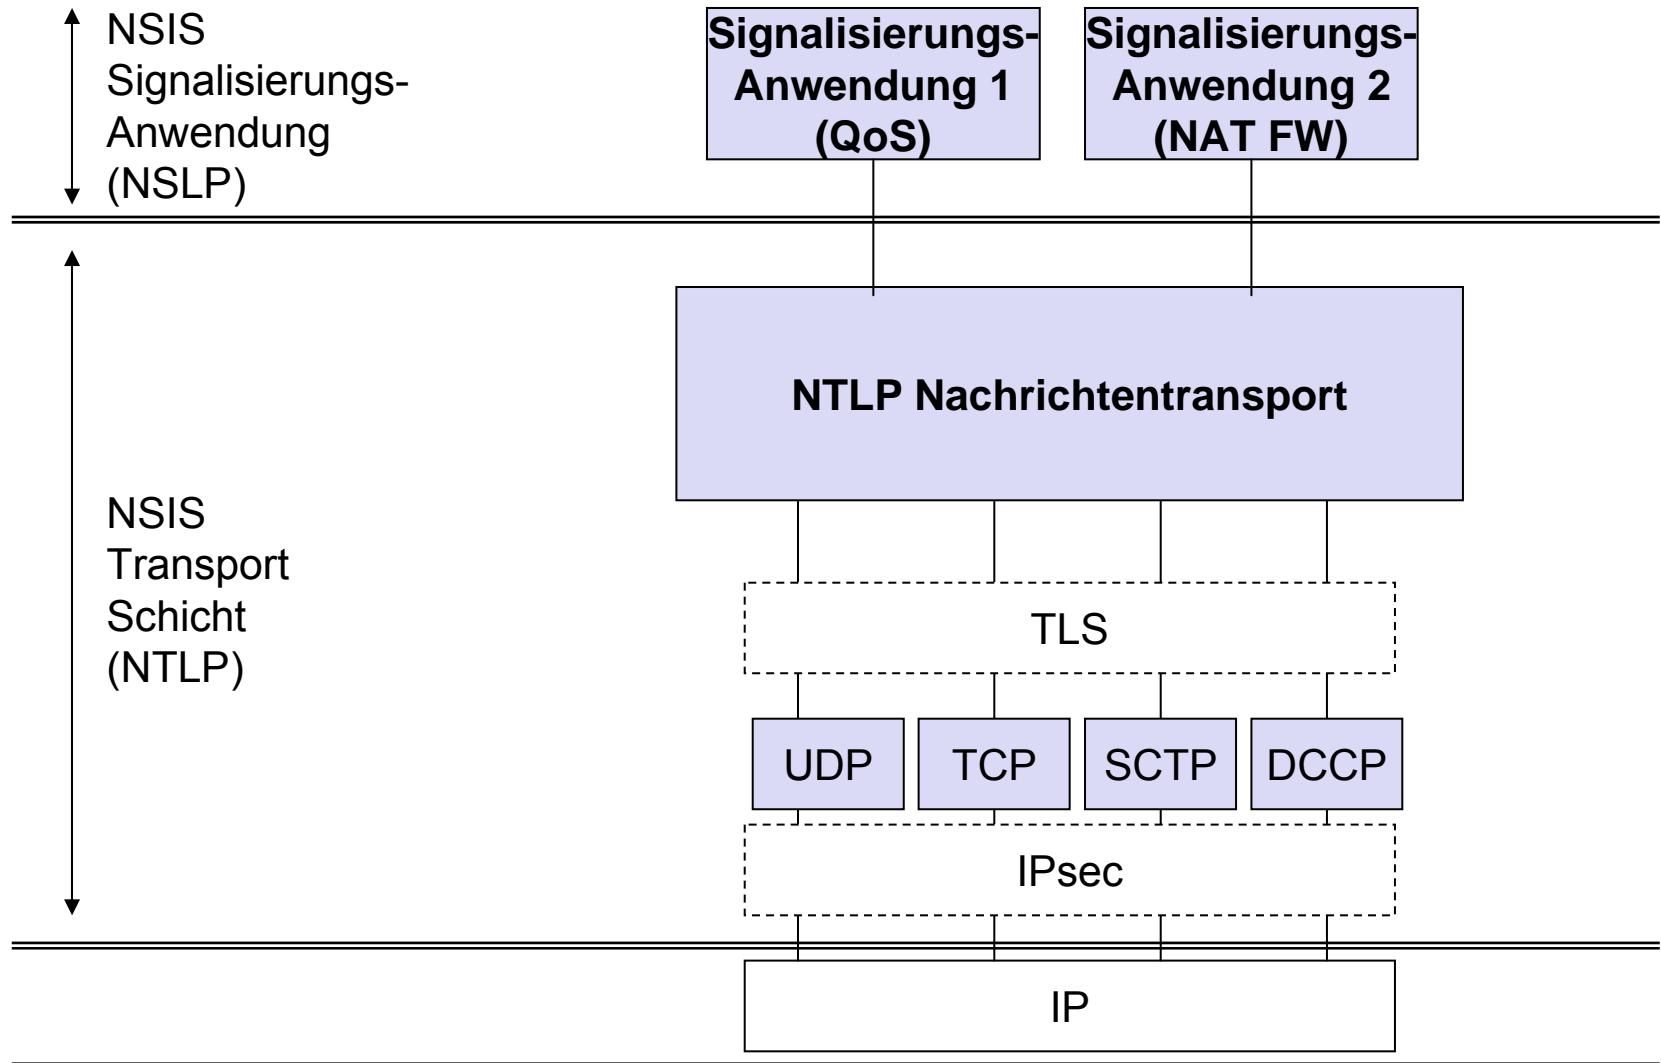 NSIS
Signalisierungs-
Anwendung
(NSLP)
Signalisierungs-
Anwendung 1
(QoS)
Signalisierungs-
Anwendung 2
(NAT FW)
NTLP Nachrichtentransport
NSIS
Transport
Schicht
(NTLP)
TLS
UDP
TCP
SCTP
DCCP
IPsec
IP